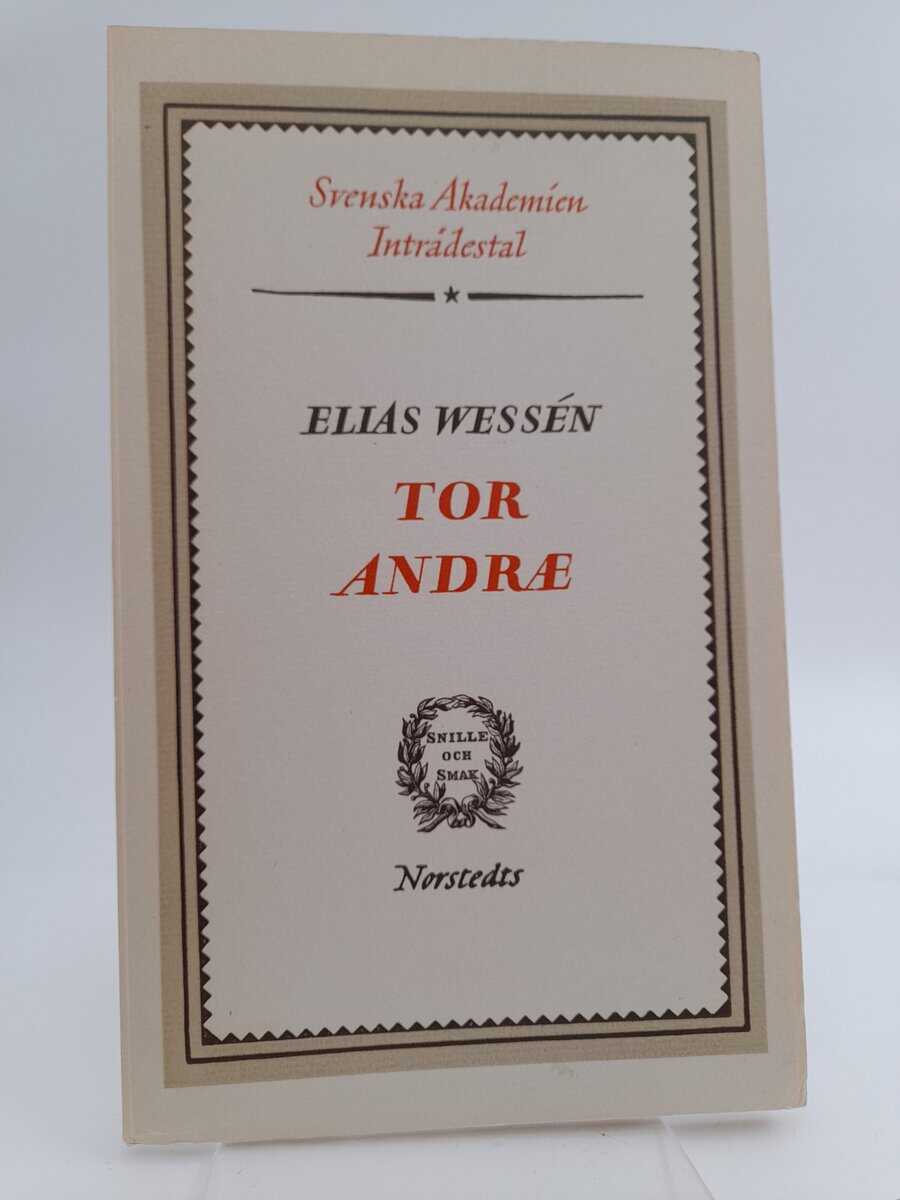 Svenska Akademien
Inträdestal
ELIAS WESSÉN
TOR
ANDRÆ
SNILLE
OCH
SMAK
Norstedts